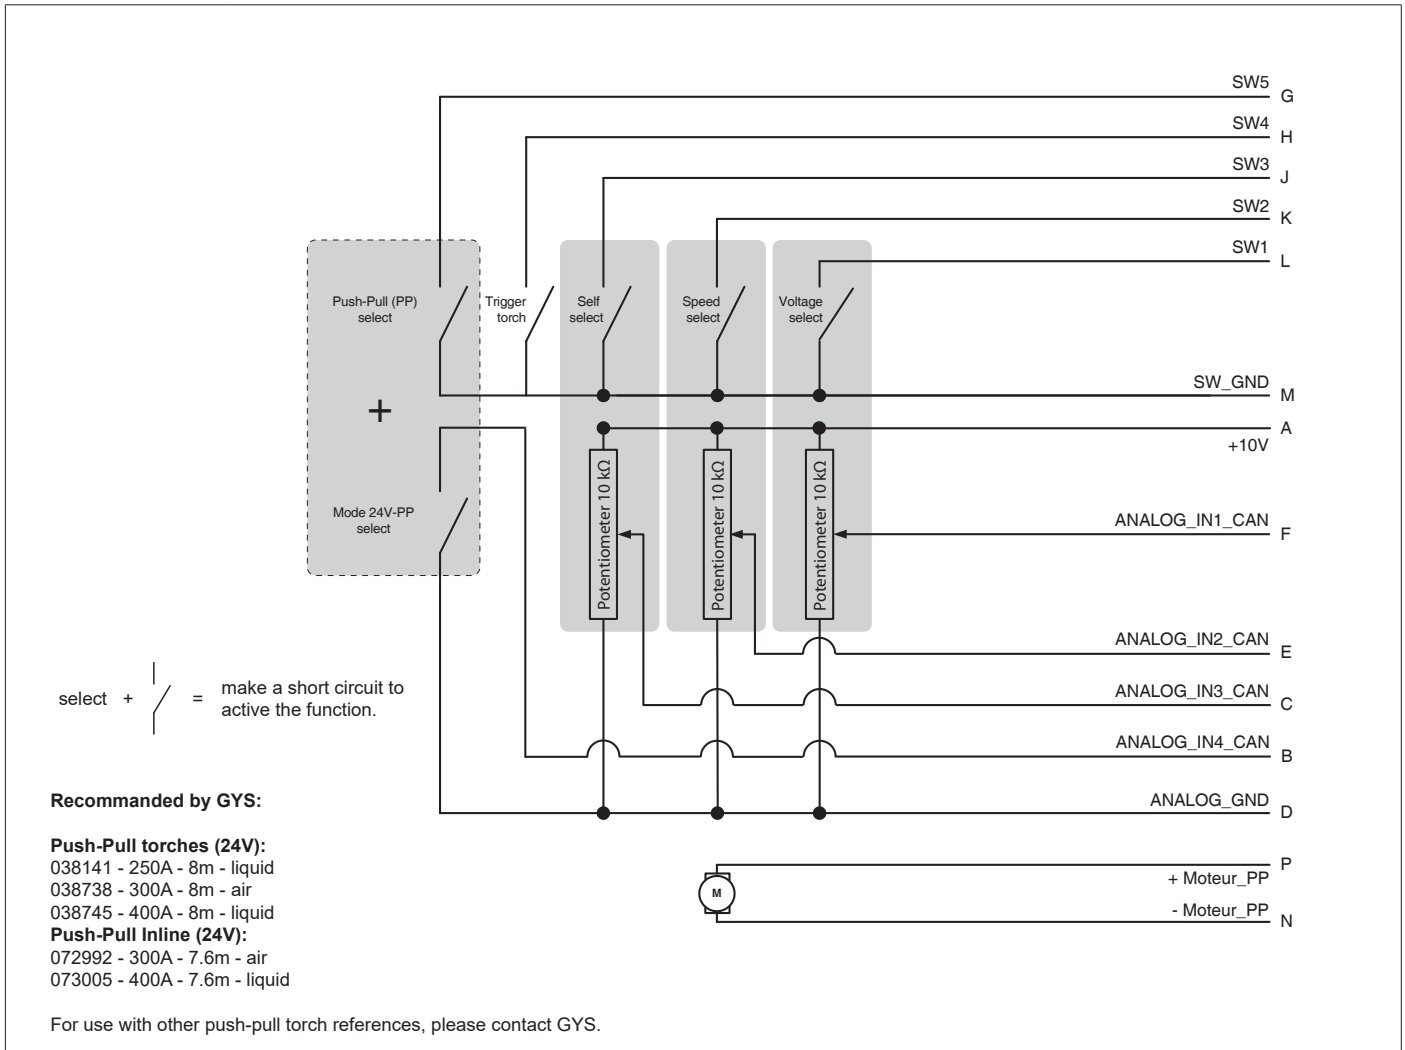 SW5
G
SW4
H
SW3
J
SW2
K
SW1
L
Push-Pull (PP)
select
Trigger
torch
Self
select
Speed
select
Voltage
select
SW_GND
M
+
A
+10V
Potentiometer 10 kΩ
Potentiometer 10 kΩ
Potentiometer 10 kΩ
Mode 24V-PP
select
ANALOG_IN1_CAN
F
ANALOG_IN2_CAN
E
ANALOG_IN3_CAN
C
ANALOG_IN4_CAN
B
ANALOG_GND
D
select + = make a short circuit to
active the function.
Recommanded by GYS:
Push-Pull torches (24V):
038141 - 250A - 8m - liquid
038738 - 300A - 8m - air
038745 - 400A - 8m - liquid
Push-Pull Inline (24V):
072992 - 300A - 7.6m - air
073005 - 400A - 7.6m - liquid
M
P
+ Moteur_PP
- Moteur_PP
N
For use with other push-pull torch references, please contact GYS.